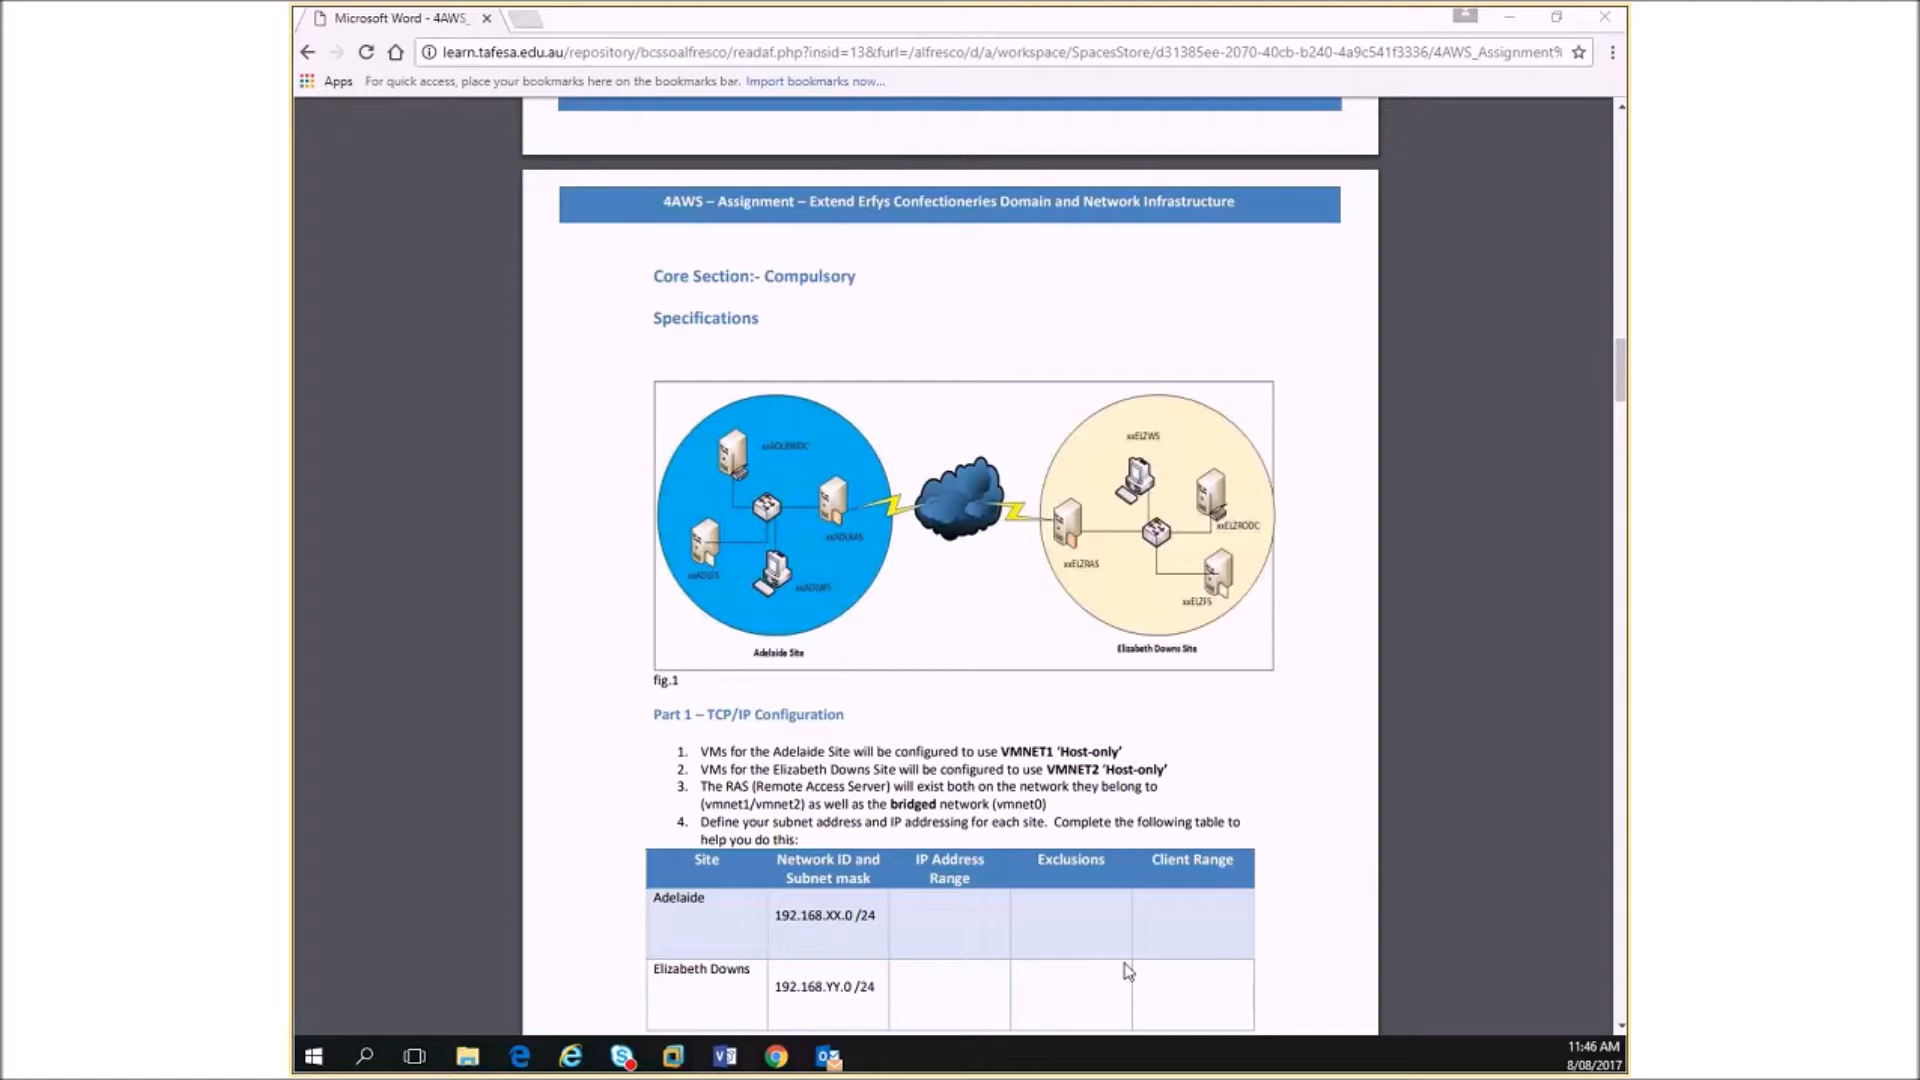 Microsoft Word - 4AWS_
learn.tafesa.edu.au/repository/bcssoalfresco/readaf.php?insid=13&furl=/alfresco/d/a/workspace/SpacesStore/d31385ee-2070-40cb-b240-4a9c541f3336/4AWS_Assignment%
Apps For quick access, place your bookmarks here on the bookmarks bar. Import bookmarks now...
4AWS – Assignment – Extend Erfys Confectioneries Domain and Network Infrastructure
Core Section:- Compulsory
Specifications
xxELZWS
xxELZRODC
xxADLRAS
xxELZRAS
xxADLFS
xxADLWS
xxELZFS
Adelaide Site
Elizabeth Downs Site
fig.1
Part 1 – TCP/IP Configuration
1. VMs for the Adelaide Site will be configured to use VMNET1 ‘Host-only’
2. VMs for the Elizabeth Downs Site will be configured to use VMNET2 ‘Host-only’
3. The RAS (Remote Access Server) will exist both on the network they belong to
(vmnet1/vmnet2) as well as the bridged network (vmnet0)
4. Define your subnet address and IP addressing for each site. Complete the following table to
help you do this:
Site Network ID and IP Address Exclusions Client Range
Subnet mask Range
Adelaide
192.168.XX.0 /24
Elizabeth Downs
192.168.YY.0 /24
11:46 AM
8/08/2017